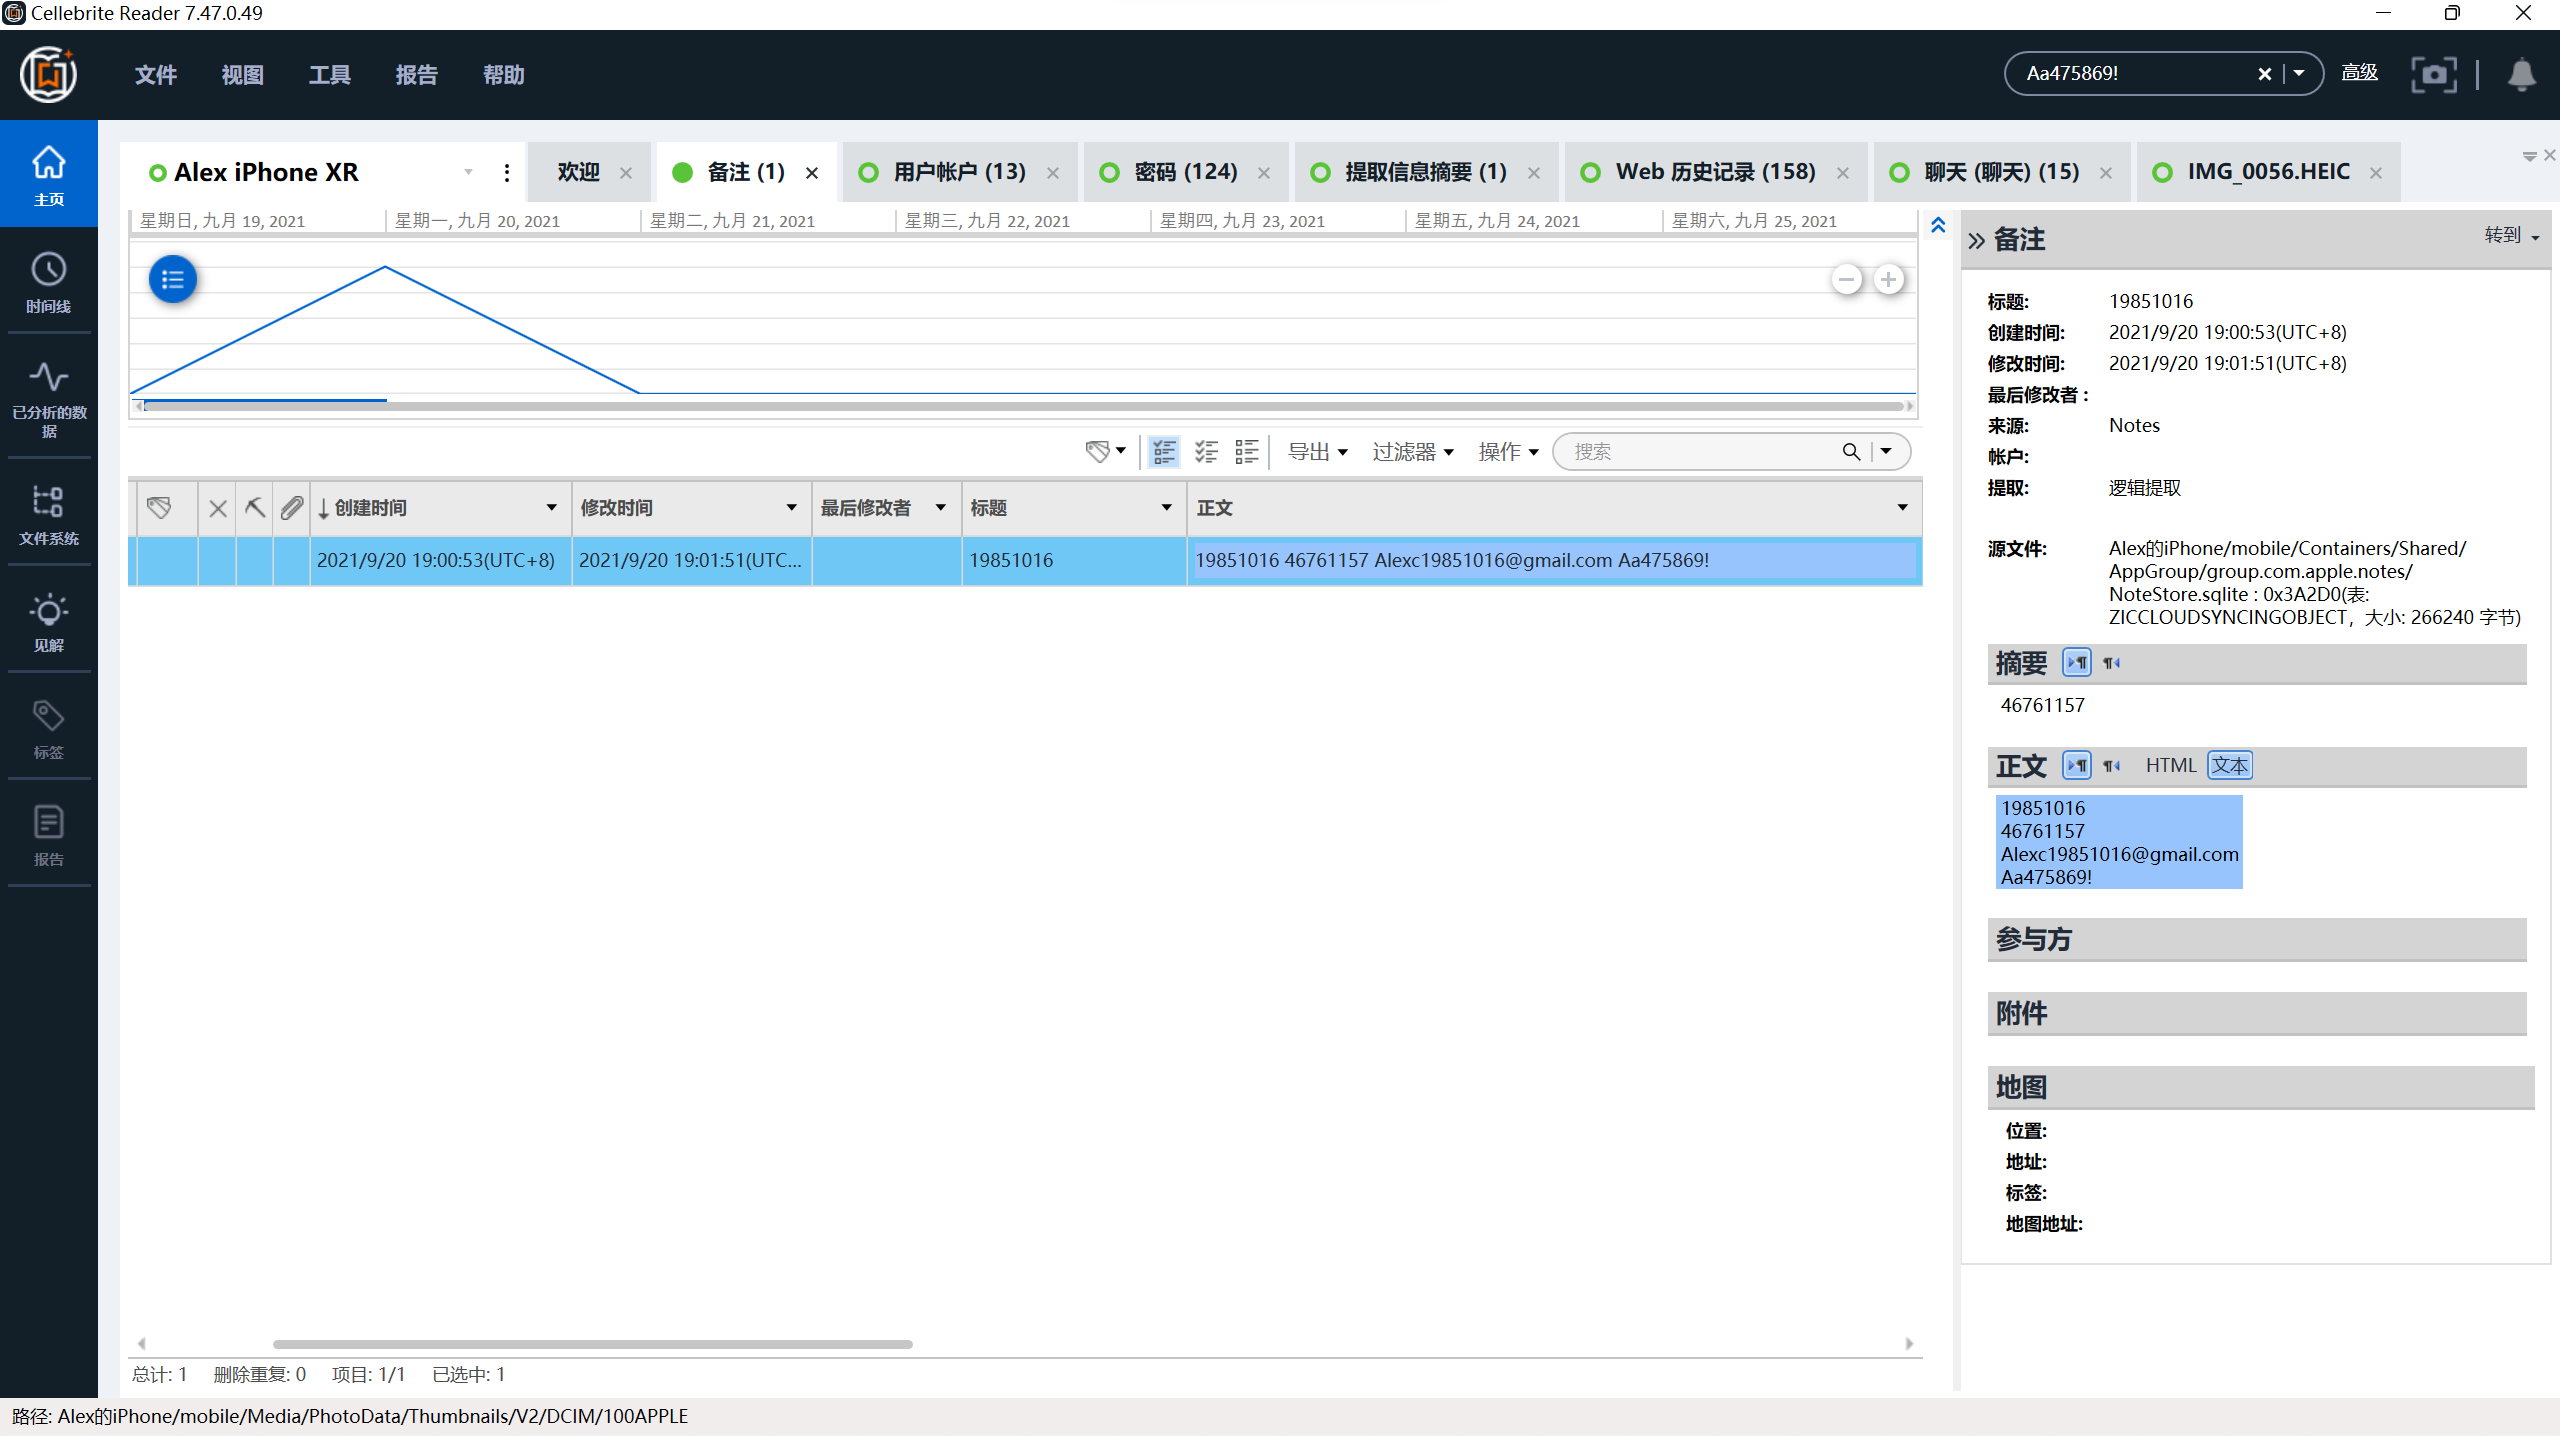 Cellebrite Reader 7.47.0.49
文件 视图 工具 报告 帮助
Aa475869!
高级
主页
时间线
已分析的数据
文件系统
见解
标签
报告
Alex iPhone XR
欢迎
备注 (1)
用户帐户 (13)
密码 (124)
提取信息摘要 (1)
Web 历史记录 (158)
聊天 (聊天) (15)
IMG_0056.HEIC
星期日, 九月 19, 2021
星期一, 九月 20, 2021
星期二, 九月 21, 2021
星期三, 九月 22, 2021
星期四, 九月 23, 2021
星期五, 九月 24, 2021
星期六, 九月 25, 2021
导出 过滤器 操作 搜索
创建时间 修改时间 最后修改者 标题 正文
2021/9/20 19:00:53(UTC+8) 2021/9/20 19:01:51(UTC... 19851016 19851016 46761157 Alexc19851016@gmail.com Aa475869!
总计: 1 删除重复: 0 项目: 1/1 已选中: 1
备注 转到
标题: 19851016
创建时间: 2021/9/20 19:00:53(UTC+8)
修改时间: 2021/9/20 19:01:51(UTC+8)
最后修改者 :
来源: Notes
帐户:
提取: 逻辑提取
源文件: Alex的iPhone/mobile/Containers/Shared/
AppGroup/group.com.apple.notes/
NoteStore.sqlite : 0x3A2D0(表:
ZICCLOUDSYNCINGOBJECT，大小: 266240 字节)
摘要
46761157
正文 HTML 文本
19851016
46761157
Alexc19851016@gmail.com
Aa475869!
参与方
附件
地图
位置:
地址:
标签:
地图地址:
路径: Alex的iPhone/mobile/Media/PhotoData/Thumbnails/V2/DCIM/100APPLE